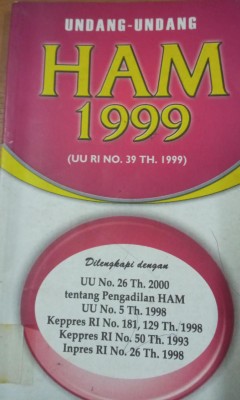 UNDANG-UNDANG
HAM
1999
(UU RI NO. 39 TH. 1999)
Dilengkapi dengan
UU No. 26 Th. 2000
tentang Pengadilan HAM
UU No. 5 Th. 1998
Keppres RI No. 181, 129 Th. 1998
Keppres RI No. 50 Th. 1993
Inpres RI No. 26 Th. 1998